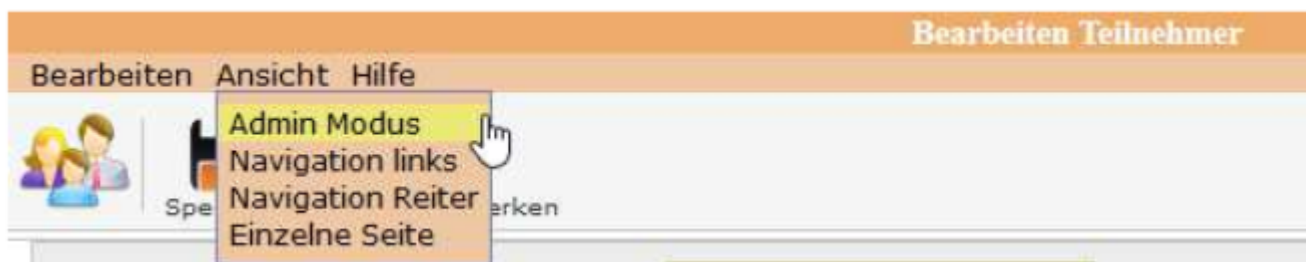 Bearbeiten Teilnehmer
Bearbeiten Ansicht Hilfe
Admin Modus
Navigation links
Navigation Reiter
Einzelne Seite